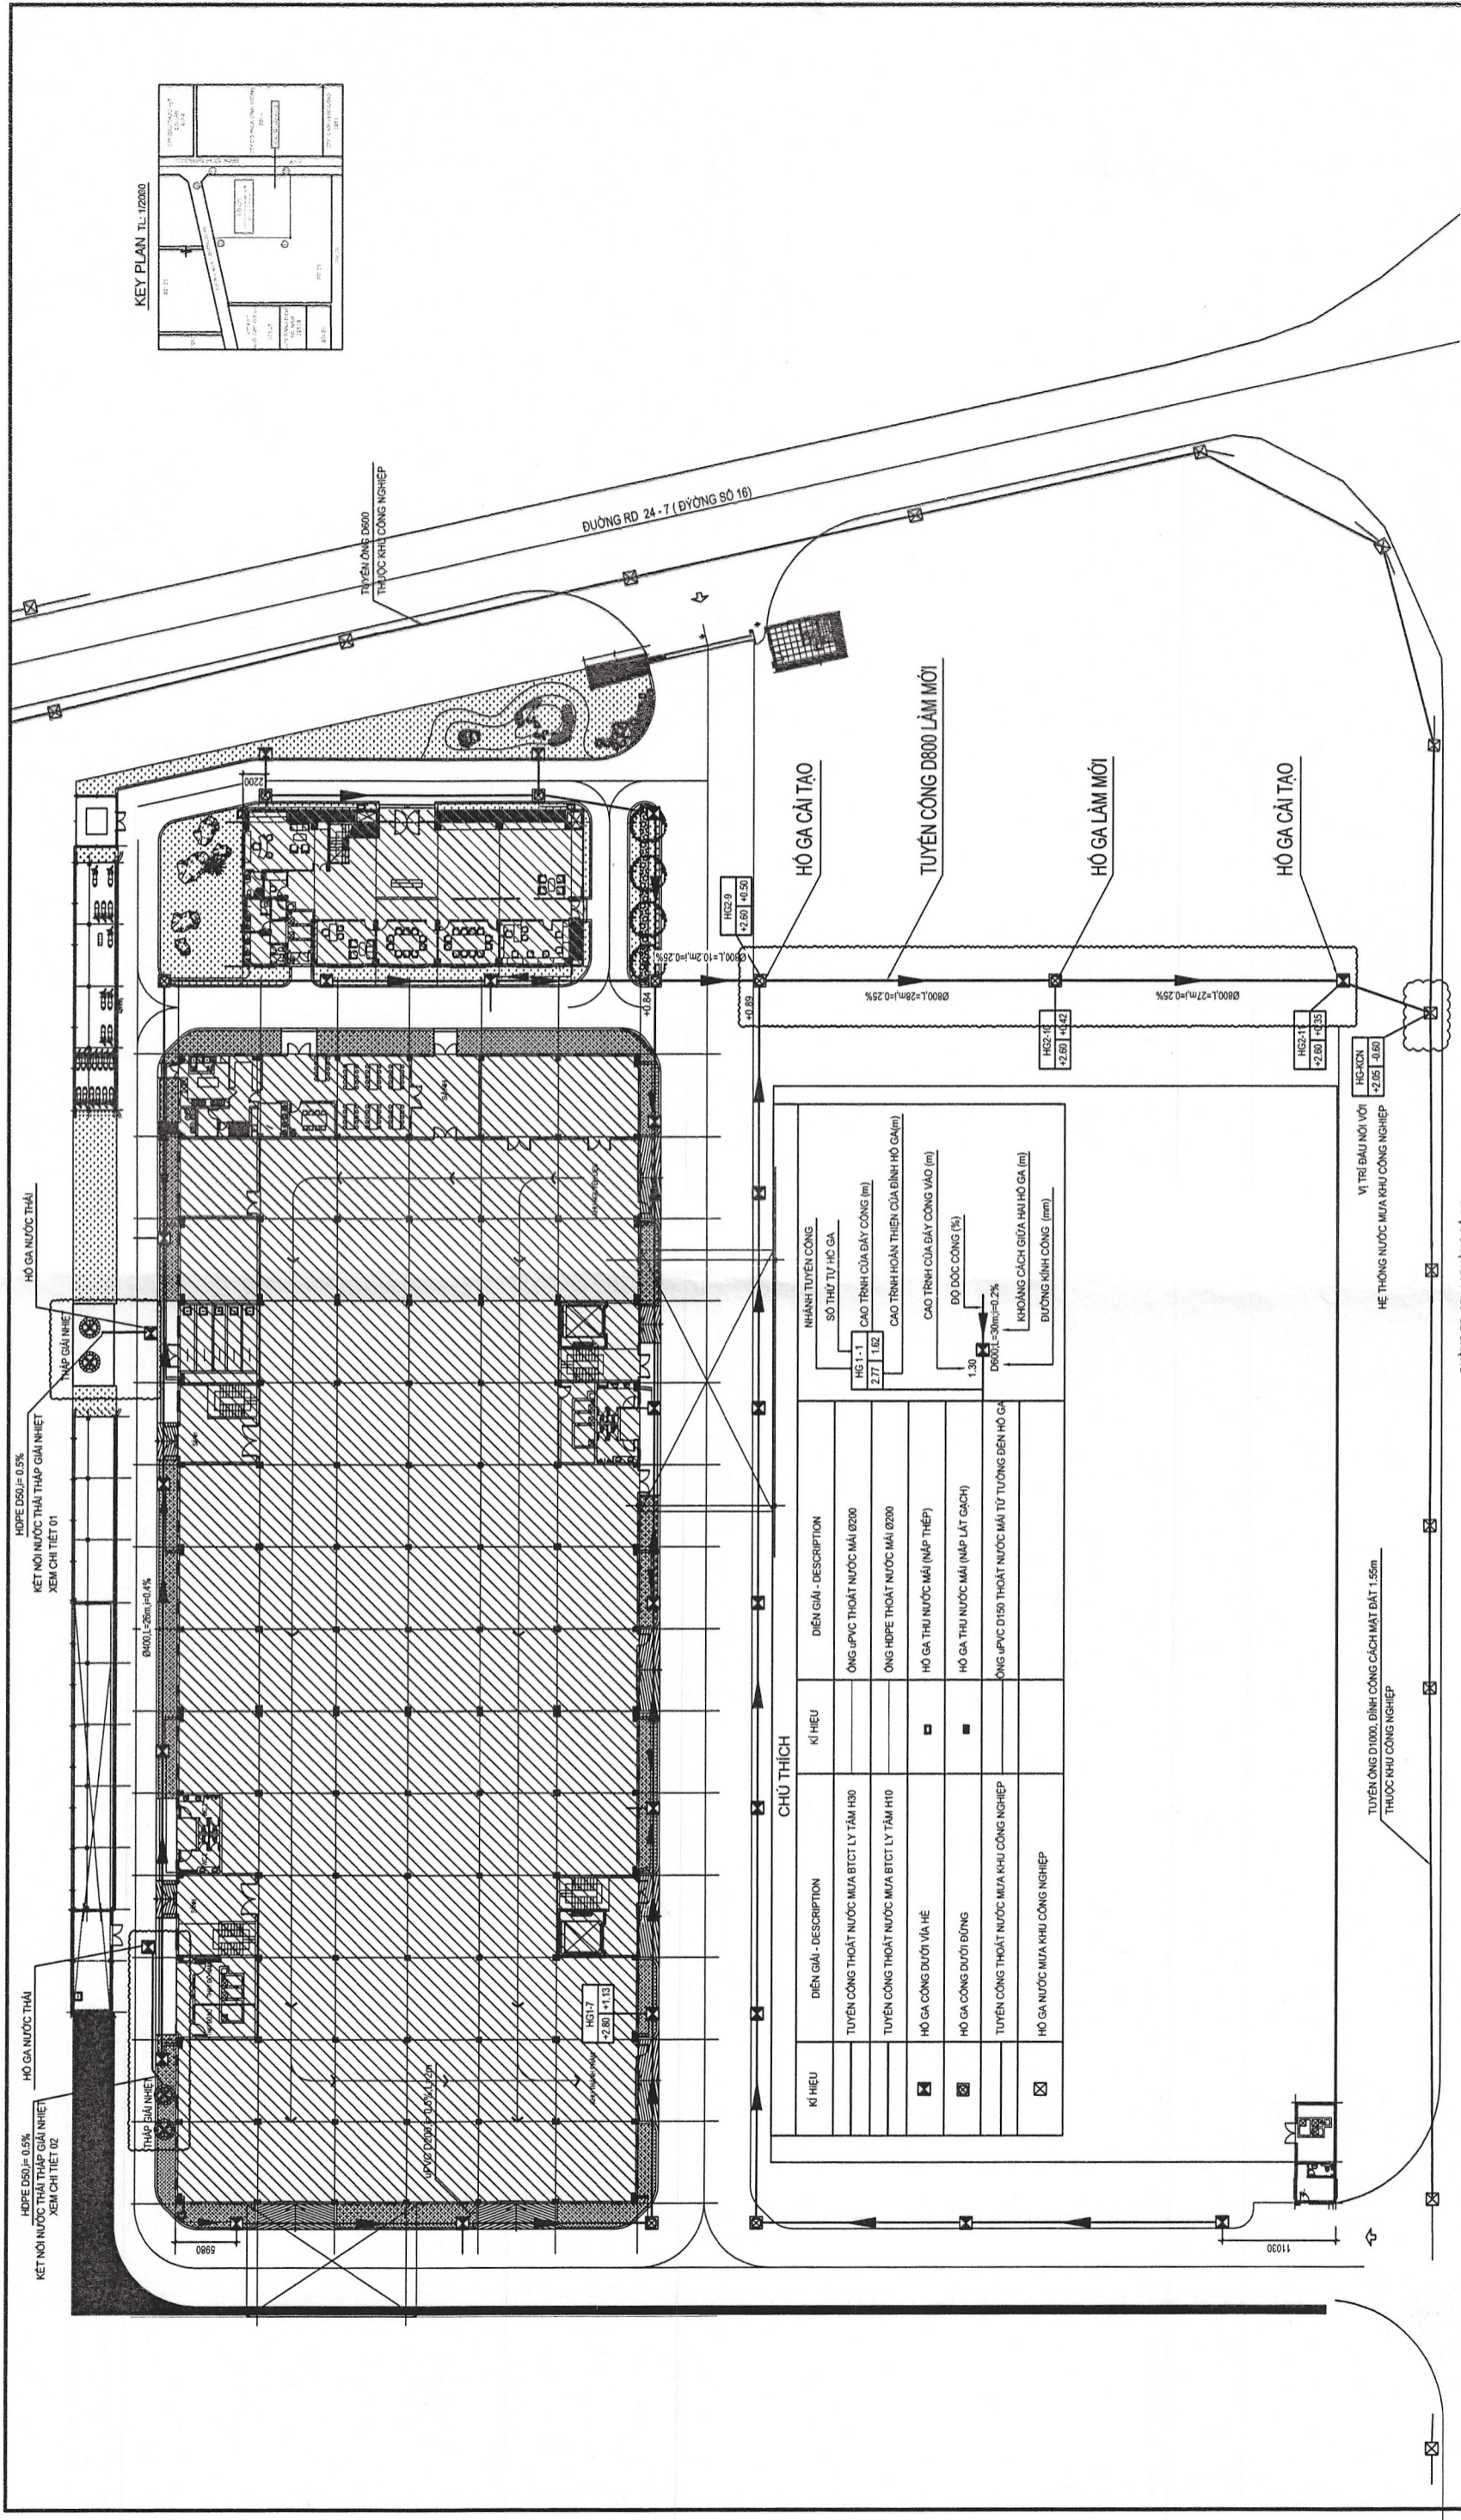 KEY PLAN TL: 1/2000
HỐ GA NƯỚC THẢI
HDPE D50,i= 0.5%
KẾT NỐI NƯỚC THẢI THÁP GIẢI NHIỆT
XEM CHI TIẾT 01
THÁP GIẢI NHIỆT
HỐ GA NƯỚC THẢI
HDPE D50,i= 0.5%
KẾT NỐI NƯỚC THẢI THÁP GIẢI NHIỆT
XEM CHI TIẾT 02
THÁP GIẢI NHIỆT
Ø400,L=26m,i=0.4%
5980
2200
TUYẾN ỐNG D600
THUỘC KHU CÔNG NGHIỆP
ĐƯỜNG RD 24 - 7 ( ĐƯỜNG SỐ 16)
SẢNH
HG1-7
+2.80 +1.13
+0.84
Ø800,L=10.2m,i=0.25%
+0.89
HG2-9
+2.60 +0.50
HỐ GA CẢI TẠO
TUYẾN CỐNG D800 LÀM MỚI
HỐ GA LÀM MỚI
HỐ GA CẢI TẠO
Ø800,L=28m,i=0.25%
Ø800,L=27m,i=0.25%
HG2-10
+2.60 +0.42
HG2-11
+2.60 +0.35
HG-KCN
+2.05 -0.60
VỊ TRÍ ĐẤU NỐI VỚI
HỆ THỐNG NƯỚC MƯA KHU CÔNG NGHIỆP
CHÚ THÍCH
KÍ HIỆU
DIỄN GIẢI - DESCRIPTION
KÍ HIỆU
DIỄN GIẢI - DESCRIPTION
TUYẾN CỐNG THOÁT NƯỚC MƯA BTCT LY TÂM H30
ỐNG uPVC THOÁT NƯỚC MÁI Ø200
TUYẾN CỐNG THOÁT NƯỚC MƯA BTCT LY TÂM H10
ỐNG HDPE THOÁT NƯỚC MÁI Ø200
HỐ GA CỐNG DƯỚI VỈA HÈ
HỐ GA THU NƯỚC MÁI (NẮP THÉP)
HỐ GA CỐNG DƯỚI ĐỪNG
HỐ GA THU NƯỚC MÁI (NẮP LÁT GẠCH)
TUYẾN CỐNG THOÁT NƯỚC MƯA KHU CÔNG NGHIỆP
ỐNG uPVC D150 THOÁT NƯỚC MÁI TỪ TƯỜNG ĐẾN HỐ GA
HỐ GA NƯỚC MƯA KHU CÔNG NGHIỆP
NHÁNH TUYẾN CỐNG
SỐ THỨ TỰ HỐ GA
HG 1 - 1
2.77 1.62
CAO TRÌNH CỦA ĐÁY CỐNG (m)
CAO TRÌNH HOÀN THIỆN CỦA ĐỈNH HỐ GA(m)
CAO TRÌNH CỦA ĐÁY CỐNG VÀO (m)
ĐỘ DỐC CỐNG (%)
1.30
D600;L=30m;i=0.2%
KHOẢNG CÁCH GIỮA HAI HỐ GA (m)
ĐƯỜNG KÍNH CỐNG (mm)
11030
TUYẾN ỐNG D1000, ĐỈNH CỐNG CÁCH MẶT ĐẤT 1.55m
THUỘC KHU CÔNG NGHIỆP